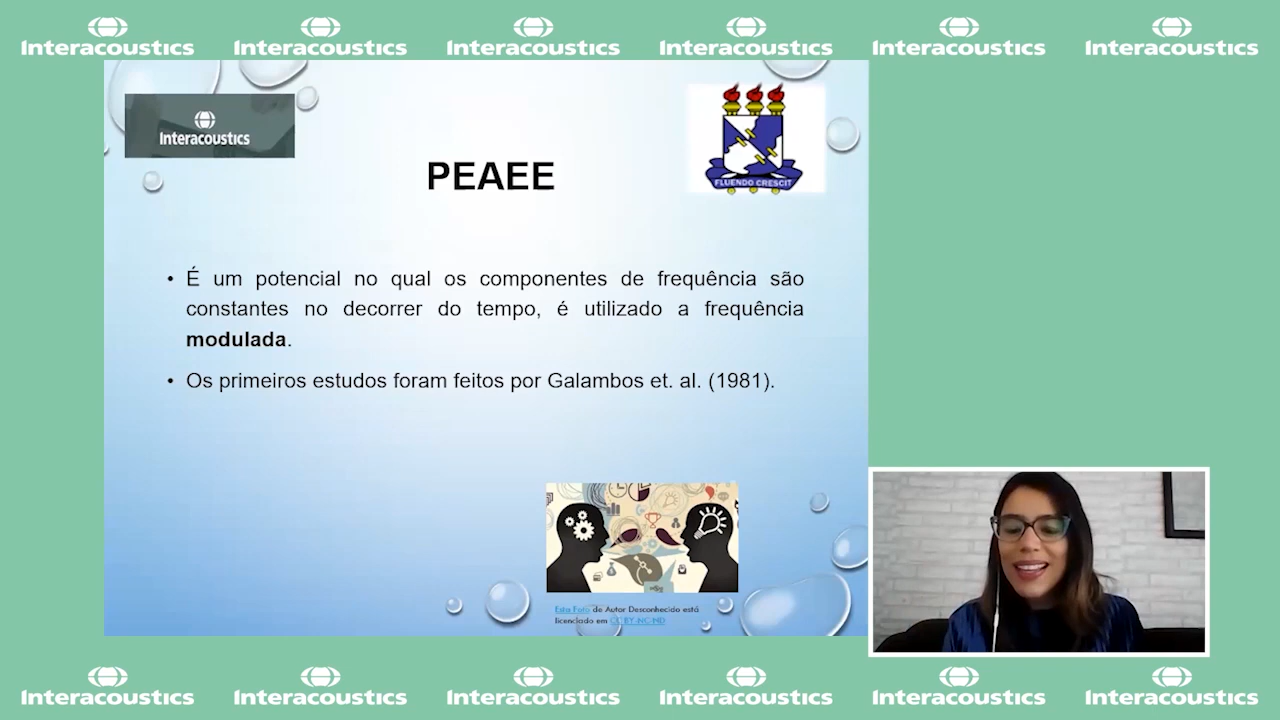 Interacoustics Interacoustics Interacoustics Interacoustics Interacoustics Interacoustics
Interacoustics
FLUENDO CRESCIT
PEAEE
• É um potencial no qual os componentes de frequência são
constantes no decorrer do tempo, é utilizado a frequência
modulada.
• Os primeiros estudos foram feitos por Galambos et. al. (1981).
Esta Foto de Autor Desconhecido está
licenciado em CC BY-NC-ND
Interacoustics Interacoustics Interacoustics Interacoustics Interacoustics Interacoustics